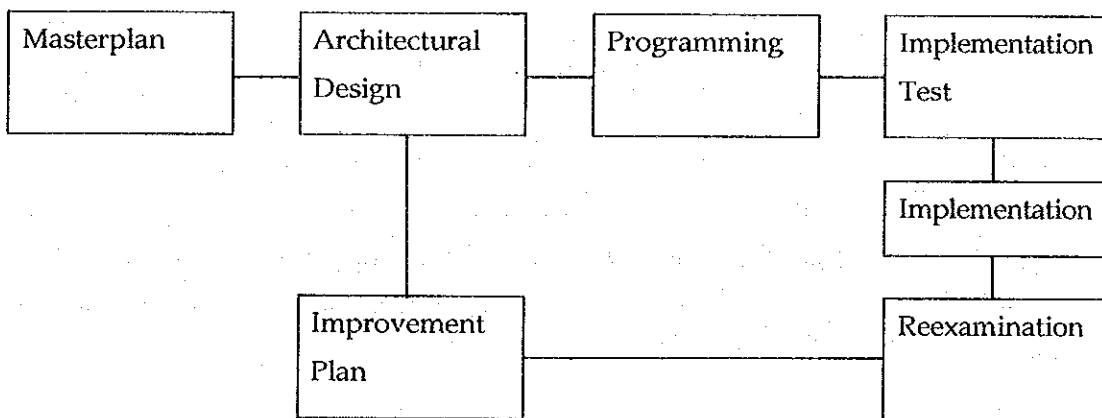 Masterplan
Architectural
Design
Programming
Implementation
Test
Implementation
Improvement
Plan
Reexamination